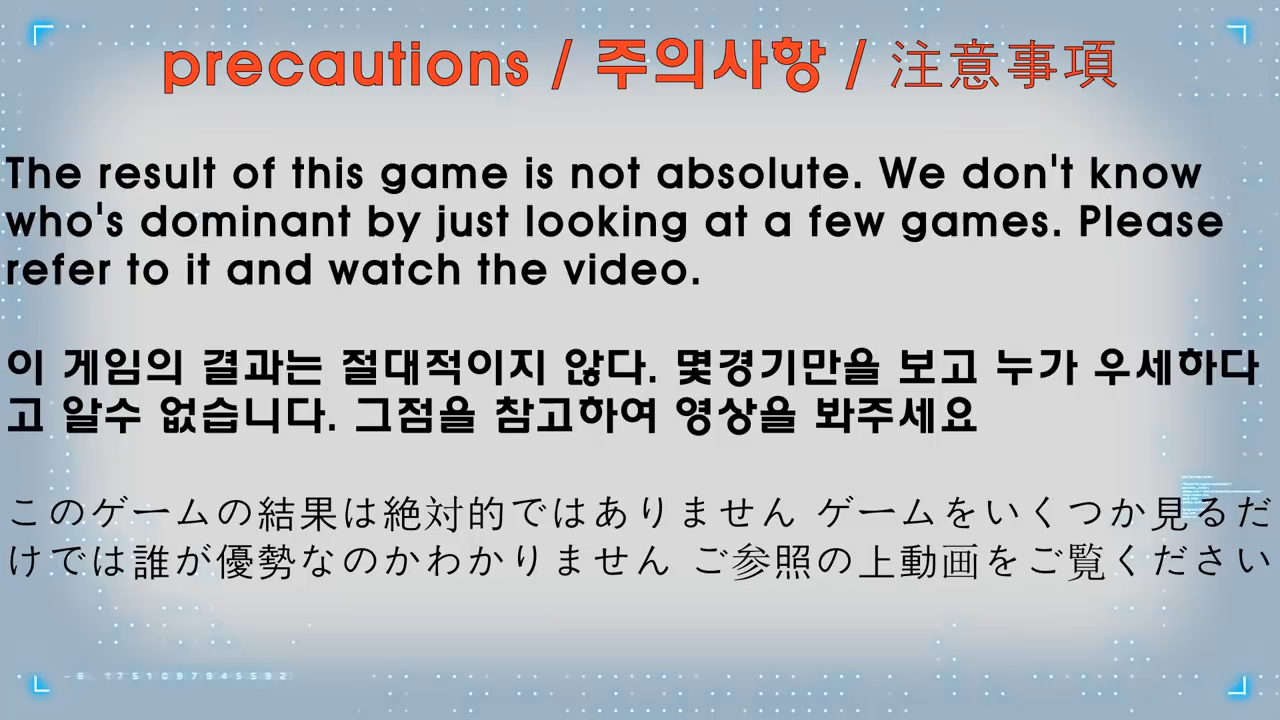 precautions / 주의사항 / 注意事項
The result of this game is not absolute. We don't know
who's dominant by just looking at a few games. Please
refer to it and watch the video.
이 게임의 결과는 절대적이지 않다. 몇경기만을 보고 누가 우세하다
고 알수 없습니다. 그점을 참고하여 영상을 봐주세요
このゲームの結果は絶対的ではありません ゲームをいくつか見るだ
けでは誰が優勢なのかわかりません ご参照の上動画をご覧ください